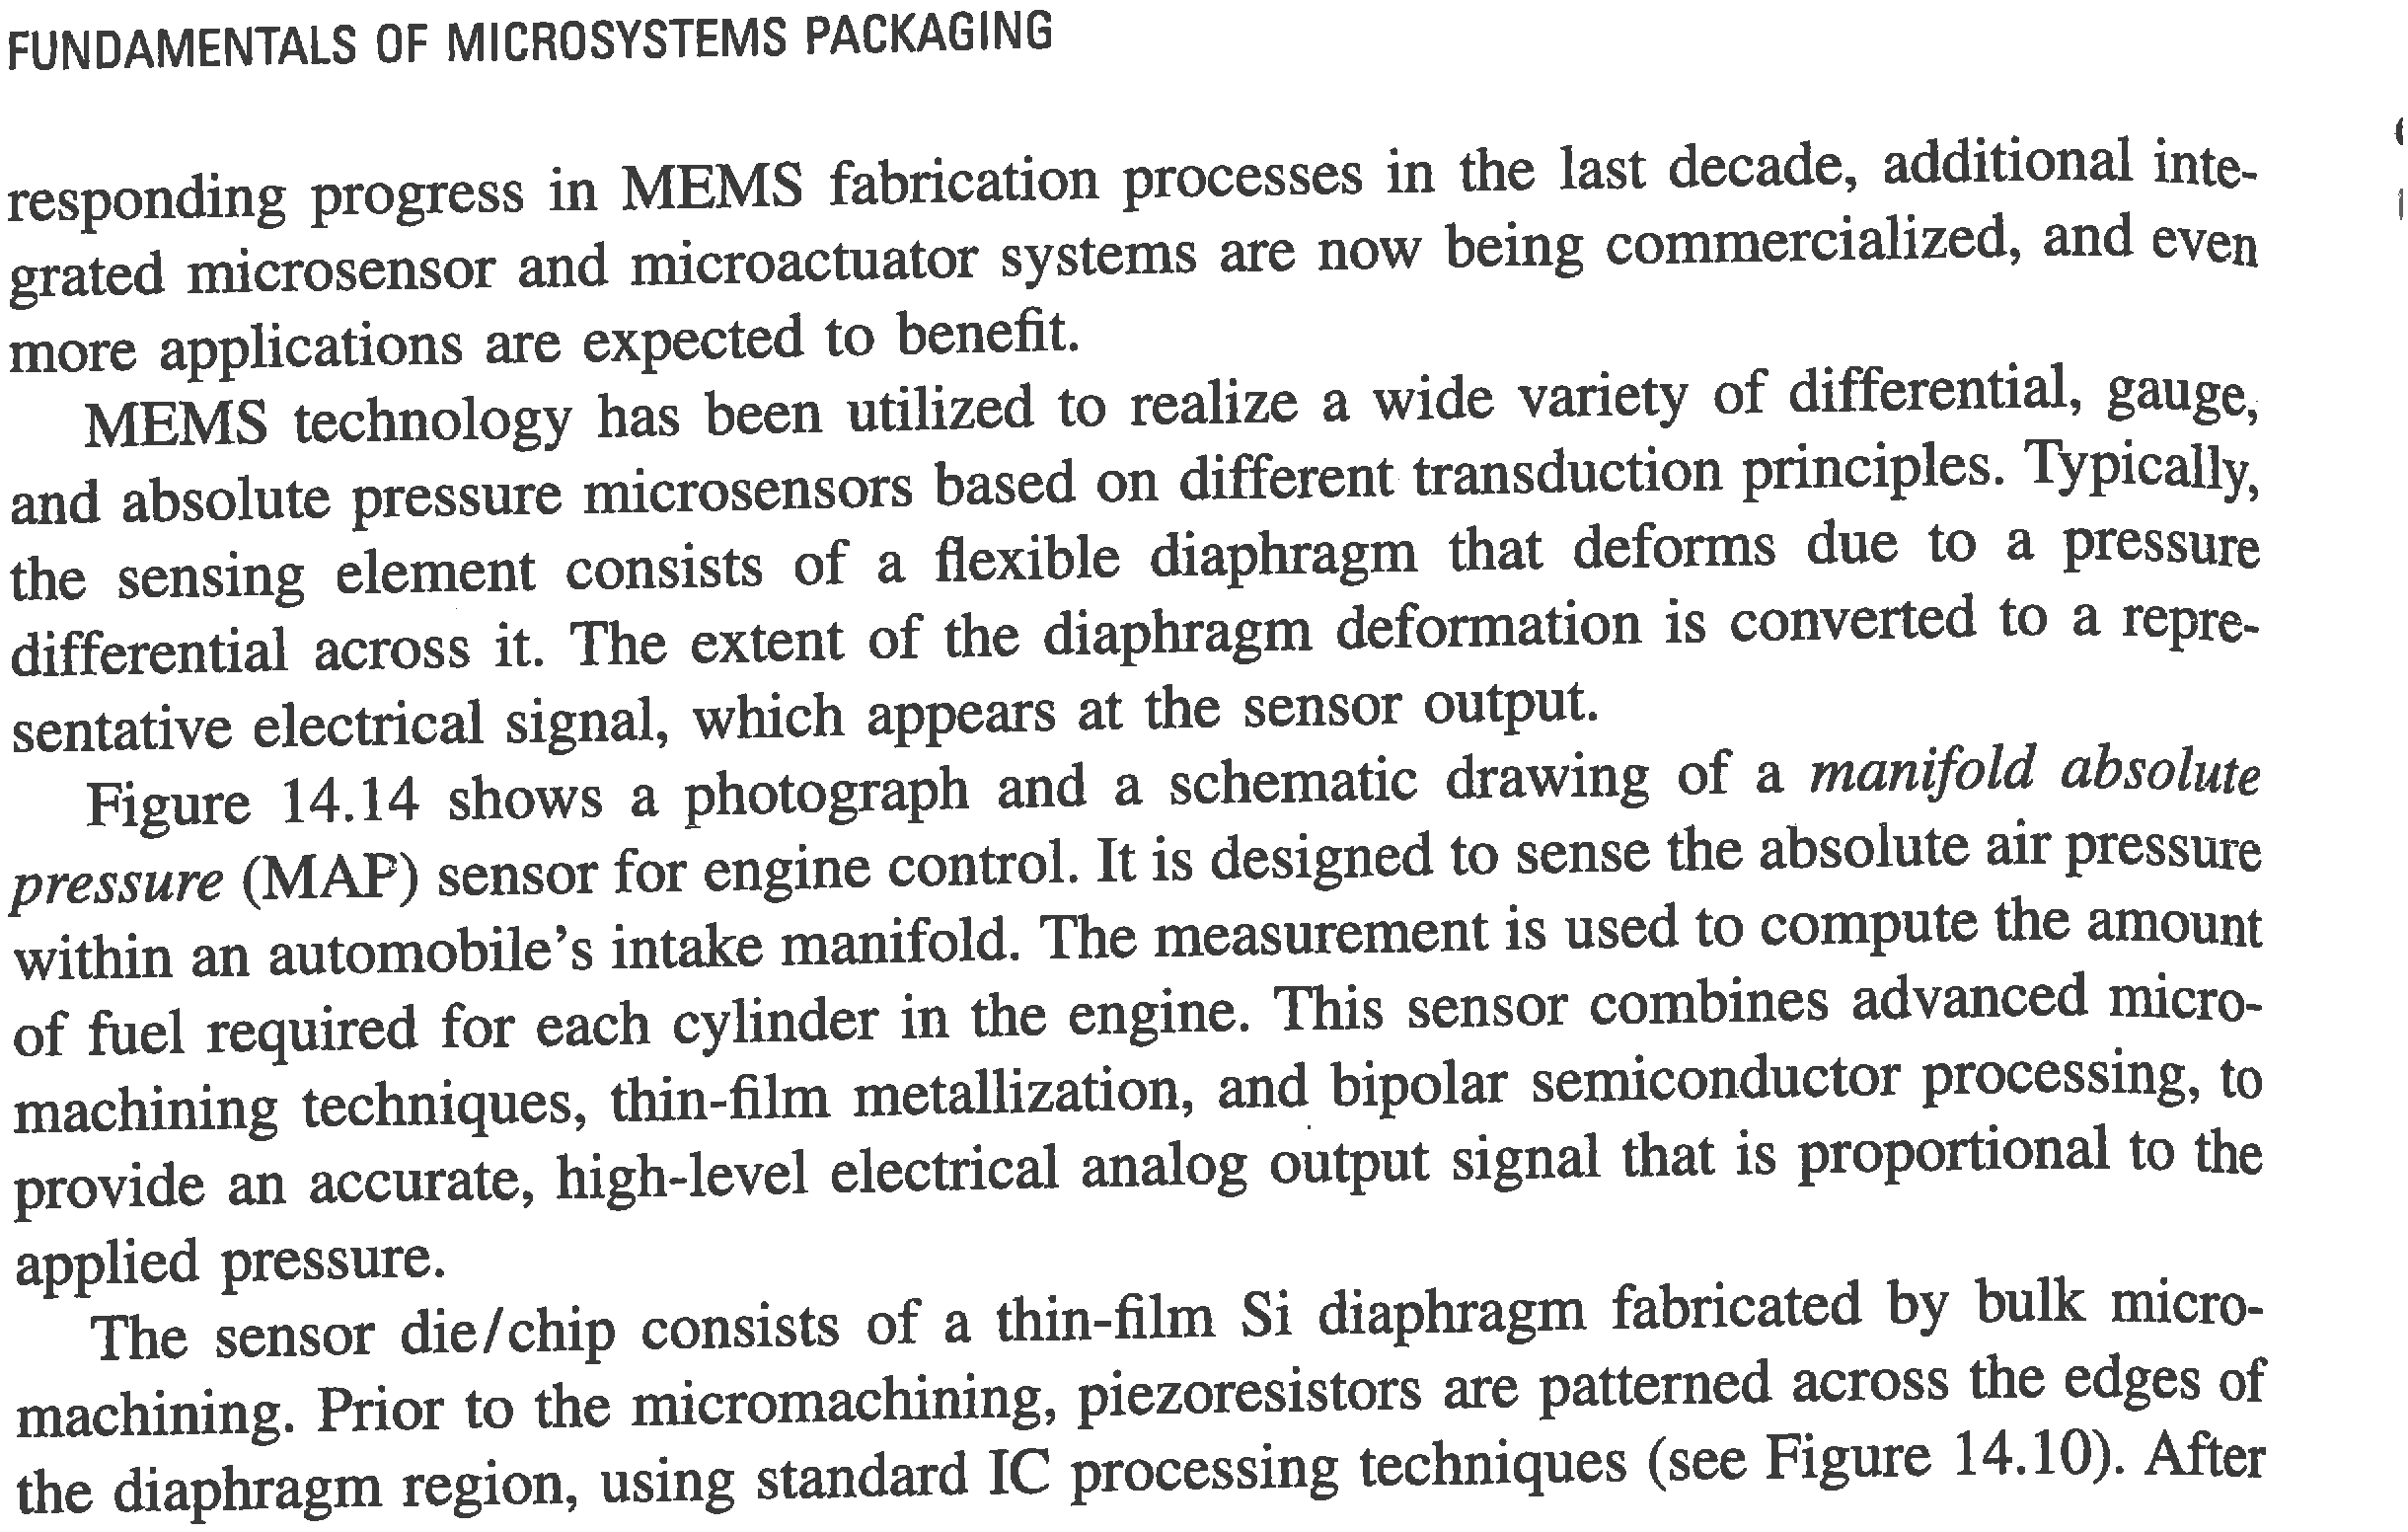 FUNDAMENTALS OF MICROSYSTEMS PACKAGING
responding progress in MEMS fabrication processes in the last decade, additional inte-
grated microsensor and microactuator systems are now being commercialized, and even
more applications are expected to benefit.
MEMS technology has been utilized to realize a wide variety of differential, gauge,
and absolute pressure microsensors based on different transduction principles. Typically,
the sensing element consists of a flexible diaphragm that deforms due to a pressure
differential across it. The extent of the diaphragm deformation is converted to a repre-
sentative electrical signal, which appears at the sensor output.
Figure 14.14 shows a photograph and a schematic drawing of a manifold absolute
pressure (MAP) sensor for engine control. It is designed to sense the absolute air pressure
within an automobile's intake manifold. The measurement is used to compute the amount
of fuel required for each cylinder in the engine. This sensor combines advanced micro-
machining techniques, thin-film metallization, and bipolar semiconductor processing, to
provide an accurate, high-level electrical analog output signal that is proportional to the
applied pressure.
The sensor die/chip consists of a thin-film Si diaphragm fabricated by bulk micro-
machining. Prior to the micromachining, piezoresistors are patterned across the edges of
the diaphragm region, using standard IC processing techniques (see Figure 14.10). After